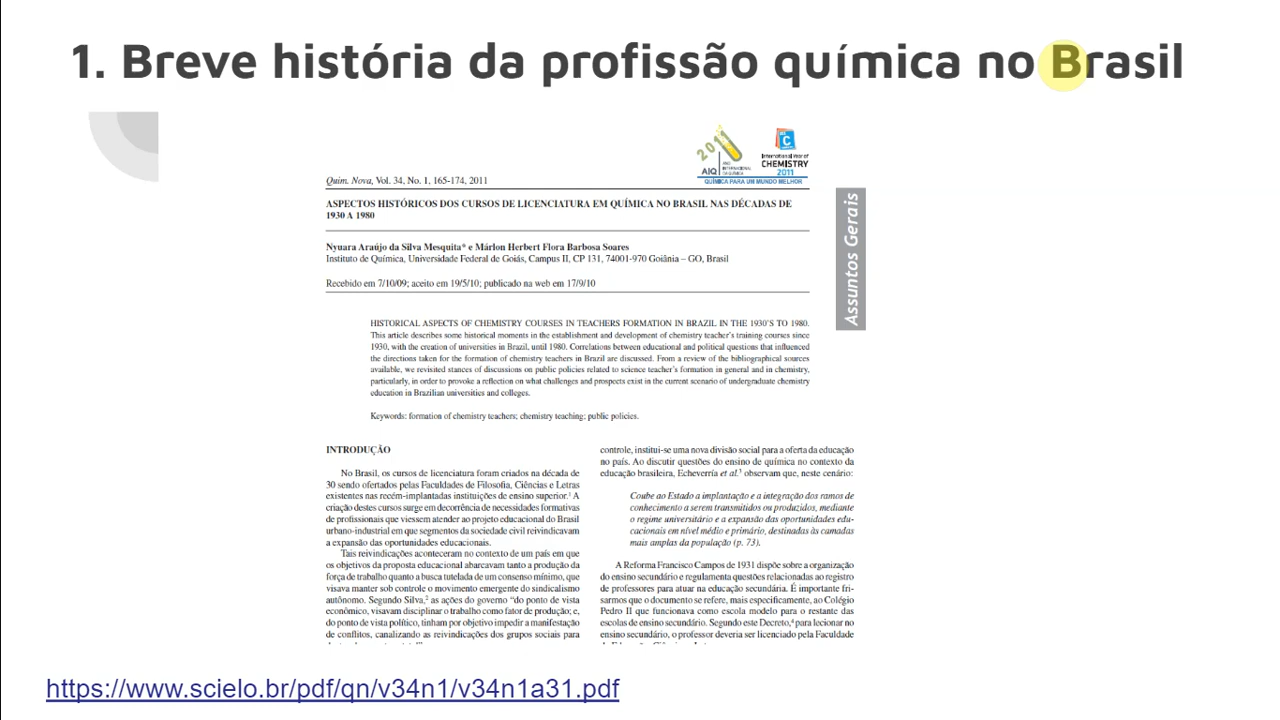 1. Breve história da profissão química no Brasil
2011
AIQ
ANO
INTERNACIONAL
DA QUÍMICA
C
International Year of
CHEMISTRY
2011
QUÍMICA PARA UM MUNDO MELHOR
Quim. Nova, Vol. 34, No. 1, 165-174, 2011
ASPECTOS HISTÓRICOS DOS CURSOS DE LICENCIATURA EM QUÍMICA NO BRASIL NAS DÉCADAS DE
1930 A 1980
Nyuara Araújo da Silva Mesquita* e Márlon Herbert Flora Barbosa Soares
Instituto de Química, Universidade Federal de Goiás, Campus II, CP 131, 74001-970 Goiânia – GO, Brasil
Recebido em 7/10/09; aceito em 19/5/10; publicado na web em 17/9/10
Assuntos Gerais
HISTORICAL ASPECTS OF CHEMISTRY COURSES IN TEACHERS FORMATION IN BRAZIL IN THE 1930'S TO 1980.
This article describes some historical moments in the establishment and development of chemistry teacher's training courses since
1930, with the creation of universities in Brazil, until 1980. Correlations between educational and political questions that influenced
the directions taken for the formation of chemistry teachers in Brazil are discussed. From a review of the bibliographical sources
available, we revisited stances of discussions on public policies related to science teacher's formation in general and in chemistry,
particularly, in order to provoke a reflection on what challenges and prospects exist in the current scenario of undergraduate chemistry
education in Brazilian universities and colleges.
Keywords: formation of chemistry teachers; chemistry teaching; public policies.
INTRODUÇÃO
No Brasil, os cursos de licenciatura foram criados na década de
30 sendo ofertados pelas Faculdades de Filosofia, Ciências e Letras
existentes nas recém-implantadas instituições de ensino superior.¹ A
criação destes cursos surge em decorrência de necessidades formativas
de profissionais que viessem atender ao projeto educacional do Brasil
urbano-industrial em que segmentos da sociedade civil reivindicavam
a expansão das oportunidades educacionais.
Tais reivindicações aconteceram no contexto de um país em que
os objetivos da proposta educacional abarcavam tanto a produção da
força de trabalho quanto a busca tutelada de um consenso mínimo, que
visava manter sob controle o movimento emergente do sindicalismo
autônomo. Segundo Silva,² as ações do governo “do ponto de vista
econômico, visavam disciplinar o trabalho como fator de produção; e,
do ponto de vista político, tinham por objetivo impedir a manifestação
de conflitos, canalizando as reivindicações dos grupos sociais para
controle, institui-se uma nova divisão social para a oferta da educação
no país. Ao discutir questões do ensino de química no contexto da
educação brasileira, Echeverría et al.³ observam que, neste cenário:
Coube ao Estado a implantação e a integração dos ramos de
conhecimento a serem transmitidos ou produzidos, mediante
o regime universitário e a expansão das oportunidades edu-
cacionais em nível médio e primário, destinadas às camadas
mais amplas da população (p. 73).
A Reforma Francisco Campos de 1931 dispõe sobre a organização
do ensino secundário e regulamenta questões relacionadas ao registro
de professores para atuar na educação secundária. É importante fri-
sarmos que o documento se refere, mais especificamente, ao Colégio
Pedro II que funcionava como escola modelo para o restante das
escolas de ensino secundário. Segundo este Decreto,⁴ para lecionar no
ensino secundário, o professor deveria ser licenciado pela Faculdade
https://www.scielo.br/pdf/qn/v34n1/v34n1a31.pdf